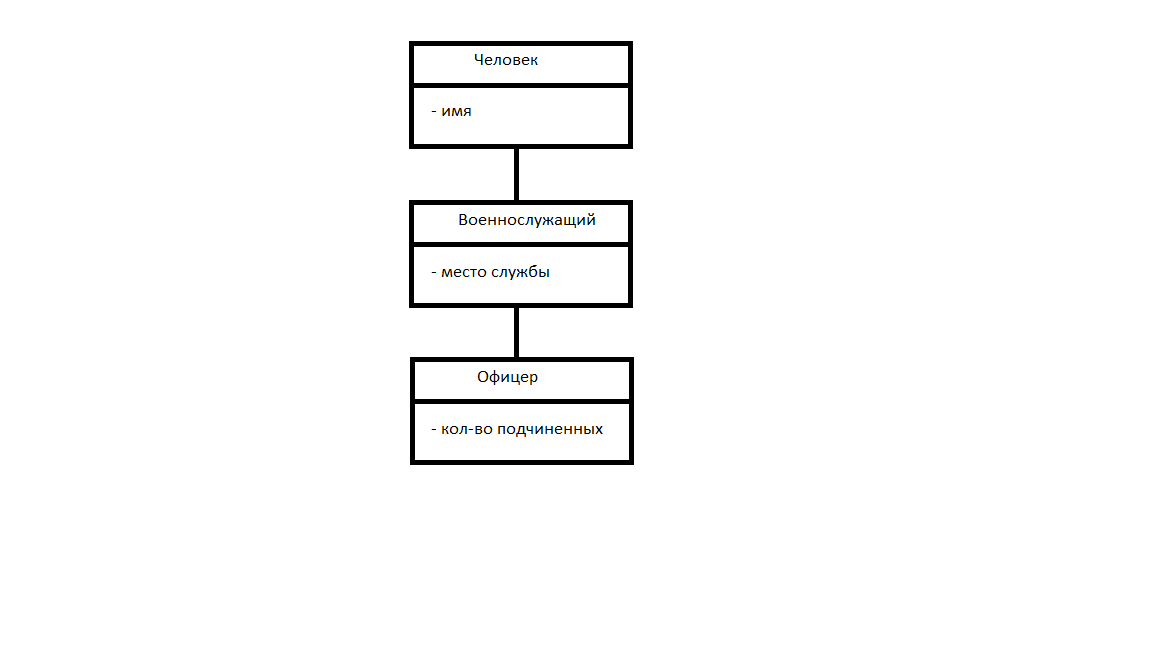 Человек
- имя
Военнослужащий
- место службы
Офицер
- кол-во подчиненных